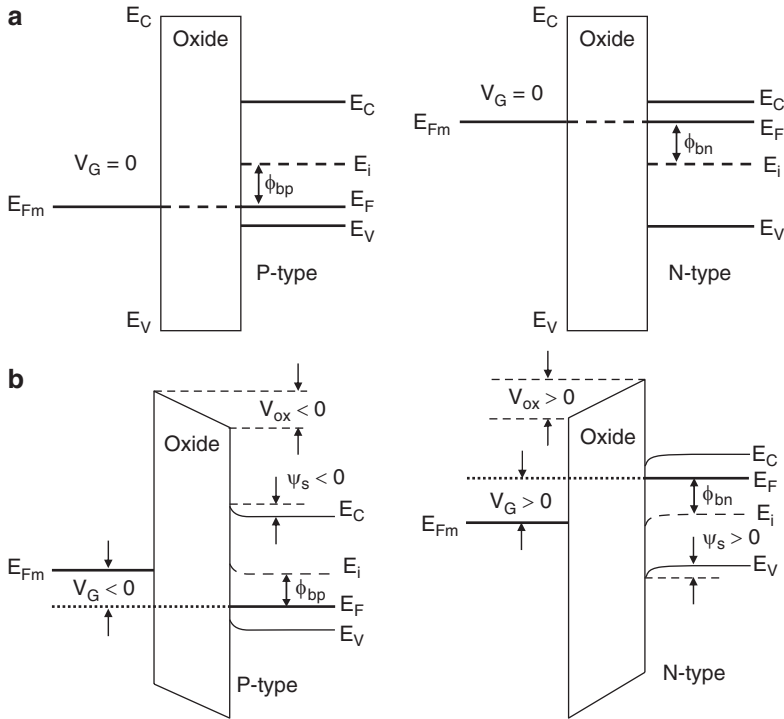 a
E_C
Oxide
V_G = 0
E_C
E_i
ϕ_bp
E_Fm
E_F
E_V
P-type
E_V
E_C
Oxide
V_G = 0
E_C
E_Fm
E_F
ϕ_bn
E_i
E_V
N-type
E_V
b
V_ox < 0
Oxide
ψ_s < 0
E_C
E_Fm
E_i
V_G < 0
ϕ_bp
E_F
E_V
P-type
V_ox > 0
Oxide
E_C
E_F
V_G > 0
ϕ_bn
E_Fm
E_i
ψ_s > 0
E_V
N-type